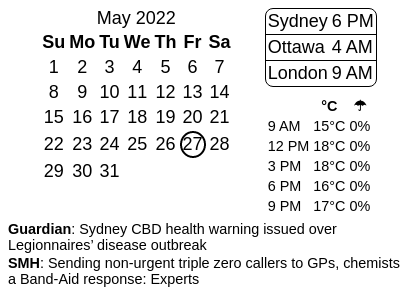 May 2022
Su Mo Tu We Th Fr Sa
1 2 3 4 5 6 7
8 9 10 11 12 13 14
15 16 17 18 19 20 21
22 23 24 25 26 27 28
29 30 31
Sydney 6 PM
Ottawa 4 AM
London 9 AM
°C ☂
9 AM 15°C 0%
12 PM 18°C 0%
3 PM 18°C 0%
6 PM 16°C 0%
9 PM 17°C 0%
Guardian: Sydney CBD health warning issued over
Legionnaires’ disease outbreak
SMH: Sending non-urgent triple zero callers to GPs, chemists
a Band-Aid response: Experts